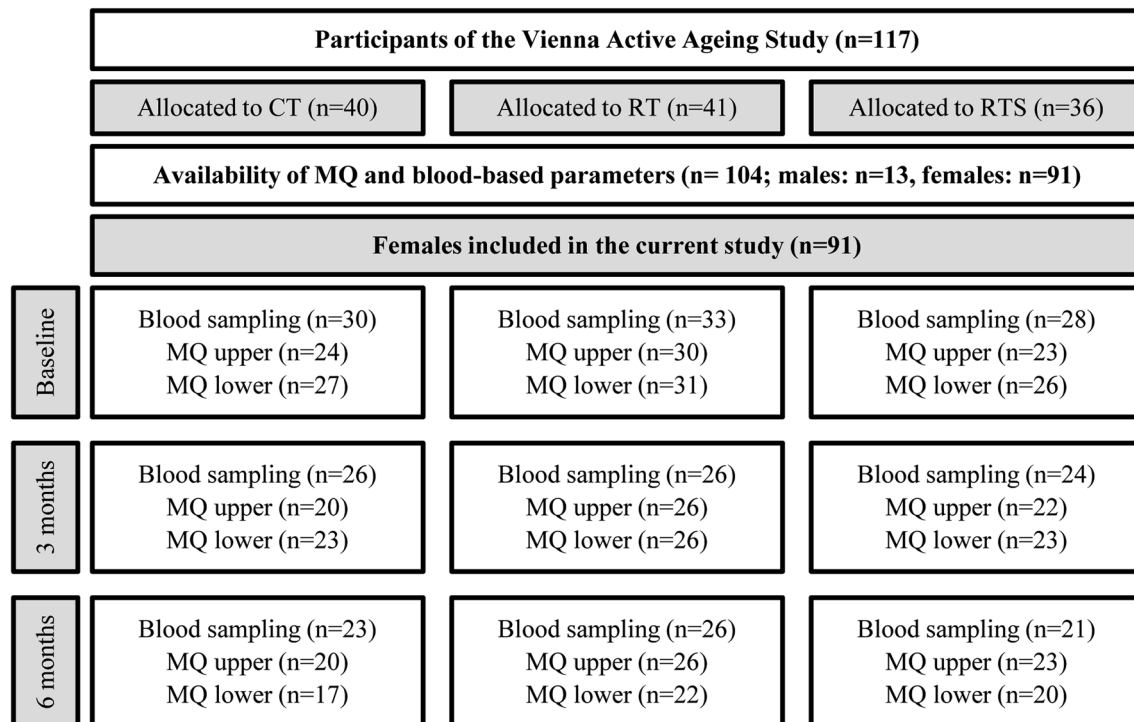 Participants of the Vienna Active Ageing Study (n=117)
Allocated to CT (n=40)
Allocated to RT (n=41)
Allocated to RTS (n=36)
Availability of MQ and blood-based parameters (n= 104; males: n=13, females: n=91)
Females included in the current study (n=91)
Baseline
Blood sampling (n=30)
MQ upper (n=24)
MQ lower (n=27)
Blood sampling (n=33)
MQ upper (n=30)
MQ lower (n=31)
Blood sampling (n=28)
MQ upper (n=23)
MQ lower (n=26)
3 months
Blood sampling (n=26)
MQ upper (n=20)
MQ lower (n=23)
Blood sampling (n=26)
MQ upper (n=26)
MQ lower (n=26)
Blood sampling (n=24)
MQ upper (n=22)
MQ lower (n=23)
6 months
Blood sampling (n=23)
MQ upper (n=20)
MQ lower (n=17)
Blood sampling (n=26)
MQ upper (n=26)
MQ lower (n=22)
Blood sampling (n=21)
MQ upper (n=23)
MQ lower (n=20)